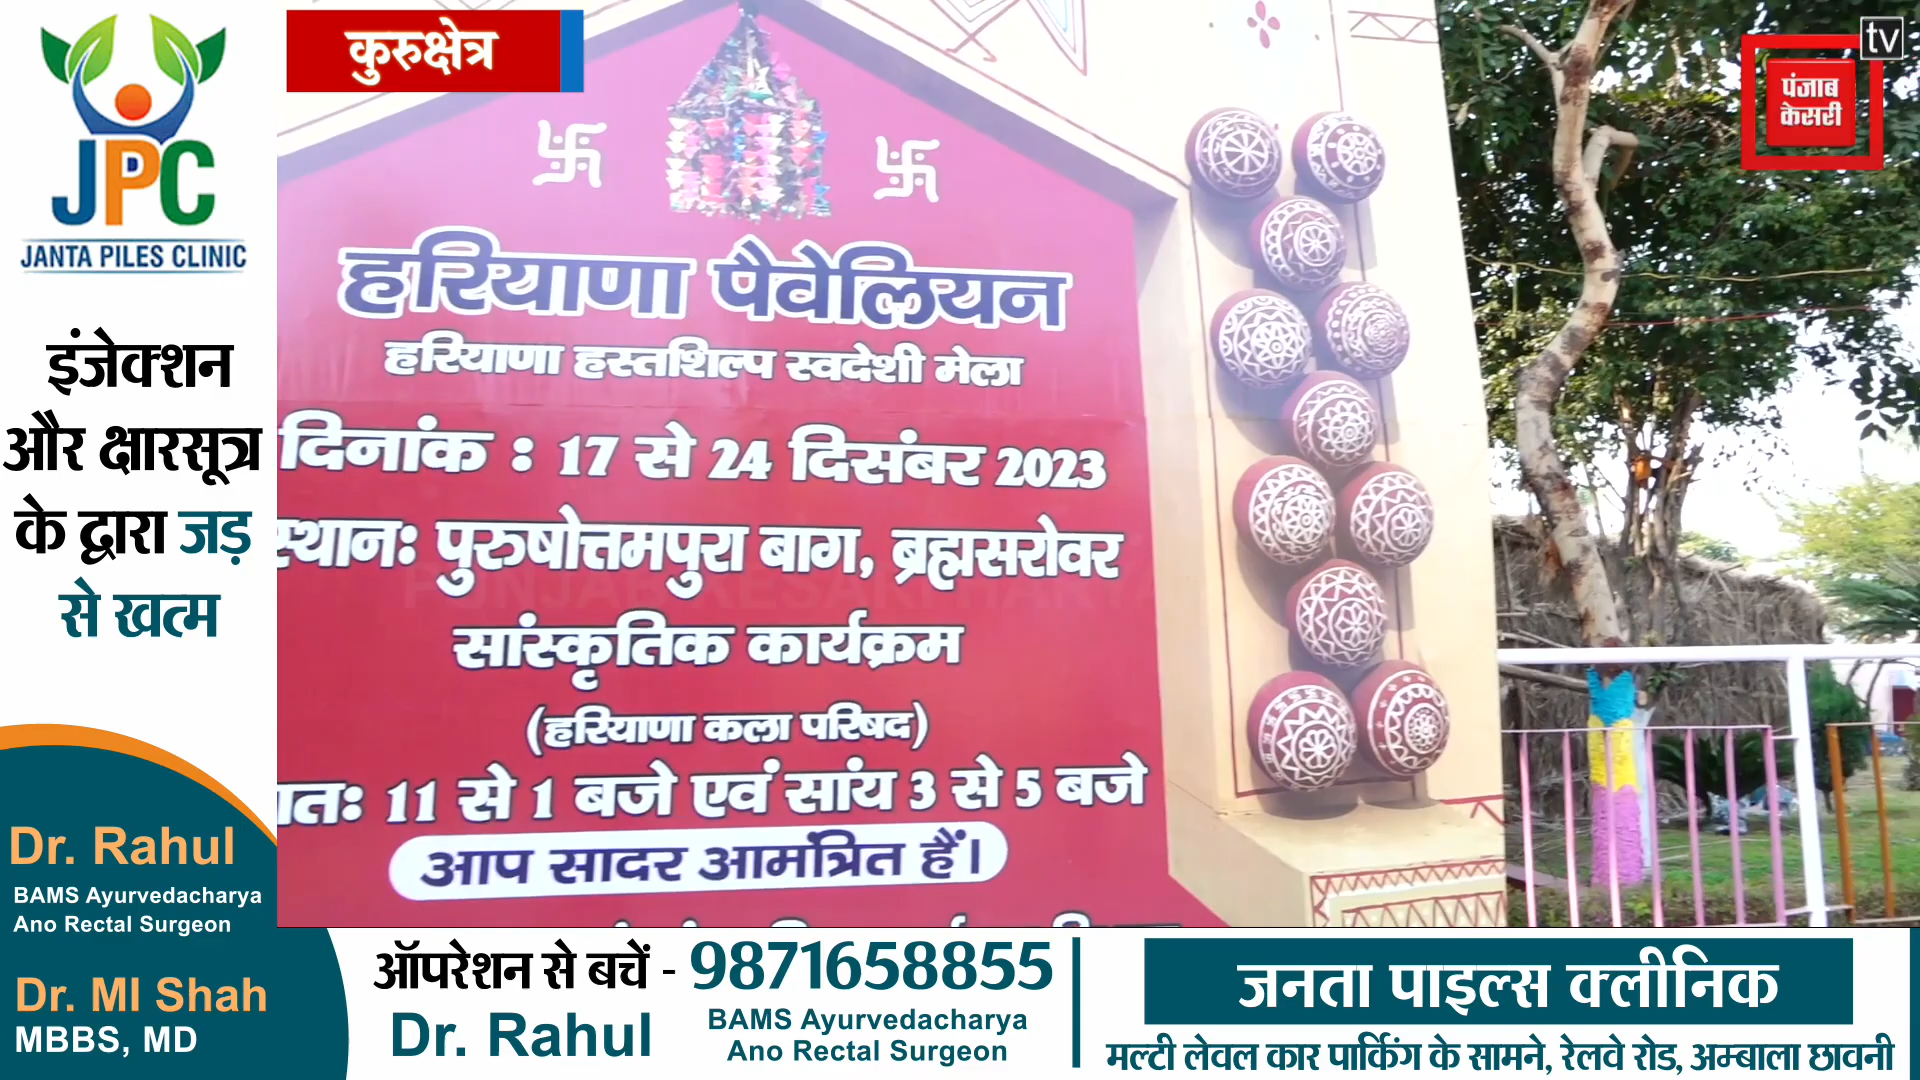 JPC
JANTA PILES CLINIC
इंजेक्शन
और क्षारसूत्र
के द्वारा जड़
से खत्म
Dr. Rahul
BAMS Ayurvedacharya
Ano Rectal Surgeon
Dr. MI Shah
MBBS, MD
कुरुक्षेत्र
tv
पंजाब
केसरी
हरियाणा पैवेलियन
हरियाणा हस्तशिल्प स्वदेशी मेला
दिनांक : 17 से 24 दिसंबर 2023
स्थानः पुरुषोत्तमपुरा बाग, ब्रह्मसरोवर
PUNJAB KESARI HARYANA
सांस्कृतिक कार्यक्रम
(हरियाणा कला परिषद)
तः 11 से 1 बजे एवं सांय 3 से 5 बजे
आप सादर आमंत्रित हैं।
ऑपरेशन से बचें - 9871658855
Dr. Rahul
BAMS Ayurvedacharya
Ano Rectal Surgeon
जनता पाइल्स क्लीनिक
मल्टी लेवल कार पार्किंग के सामने, रेलवे रोड, अम्बाला छावनी